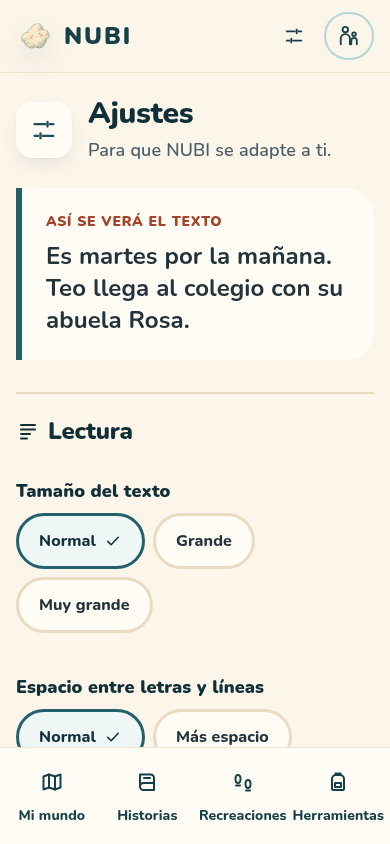 NUBI
Ajustes
Para que NUBI se adapte a ti.
ASÍ SE VERÁ EL TEXTO
Es martes por la mañana.
Teo llega al colegio con su
abuela Rosa.
Lectura
Tamaño del texto
Normal
Grande
Muy grande
Espacio entre letras y líneas
Normal
Más espacio
Mi mundo
Historias
Recreaciones
Herramientas